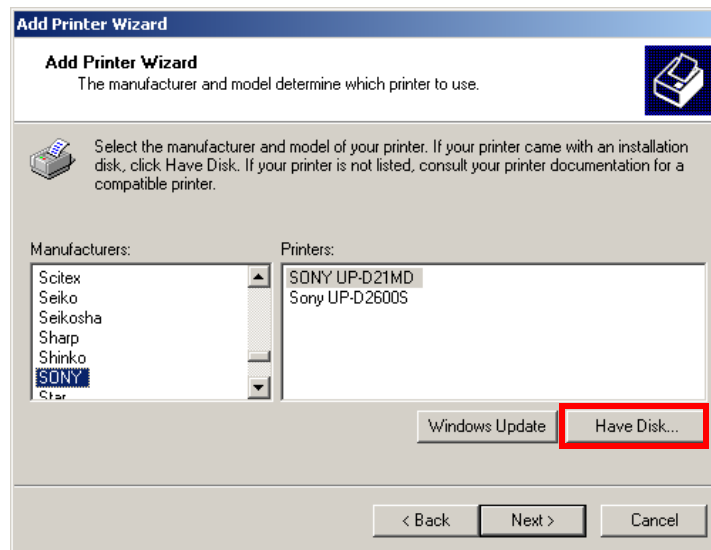 Add Printer Wizard
Add Printer Wizard
The manufacturer and model determine which printer to use.
Select the manufacturer and model of your printer. If your printer came with an installation
disk, click Have Disk. If your printer is not listed, consult your printer documentation for a
compatible printer.
Manufacturers:
Scitex
Seiko
Seikosha
Sharp
Shinko
SONY
Star
Printers:
SONY UP-D21MD
Sony UP-D2600S
Windows Update
Have Disk...
< Back
Next >
Cancel